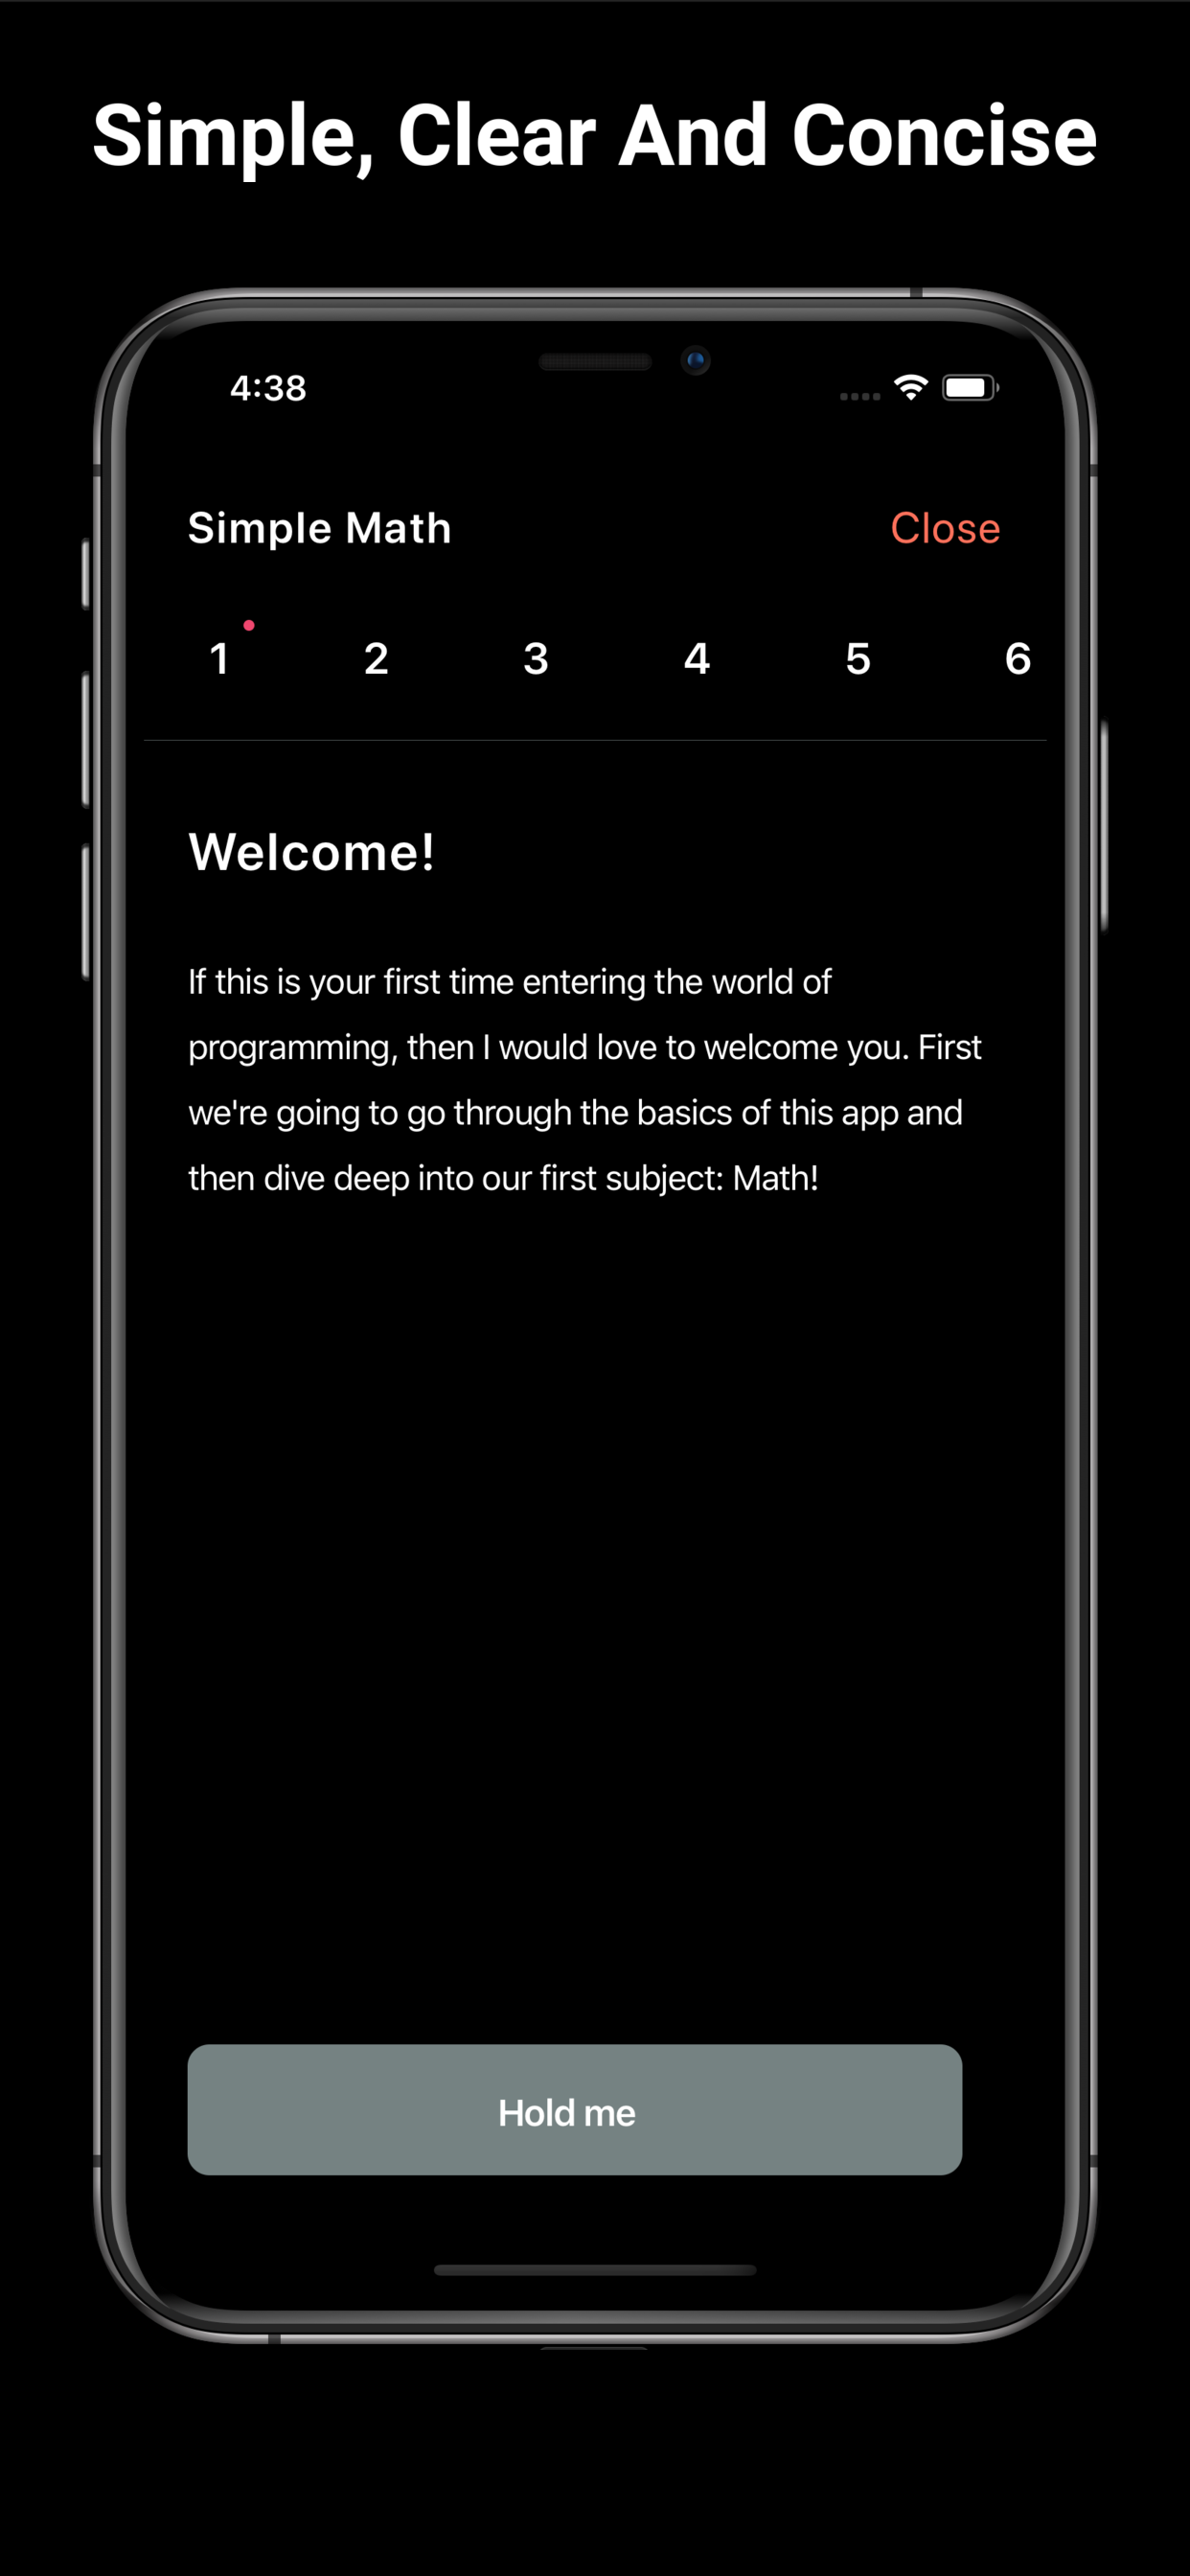 Simple, Clear And Concise
4:38
Simple Math
Close
1 2 3 4 5 6
Welcome!
If this is your first time entering the world of
programming, then I would love to welcome you. First
we're going to go through the basics of this app and
then dive deep into our first subject: Math!
Hold me